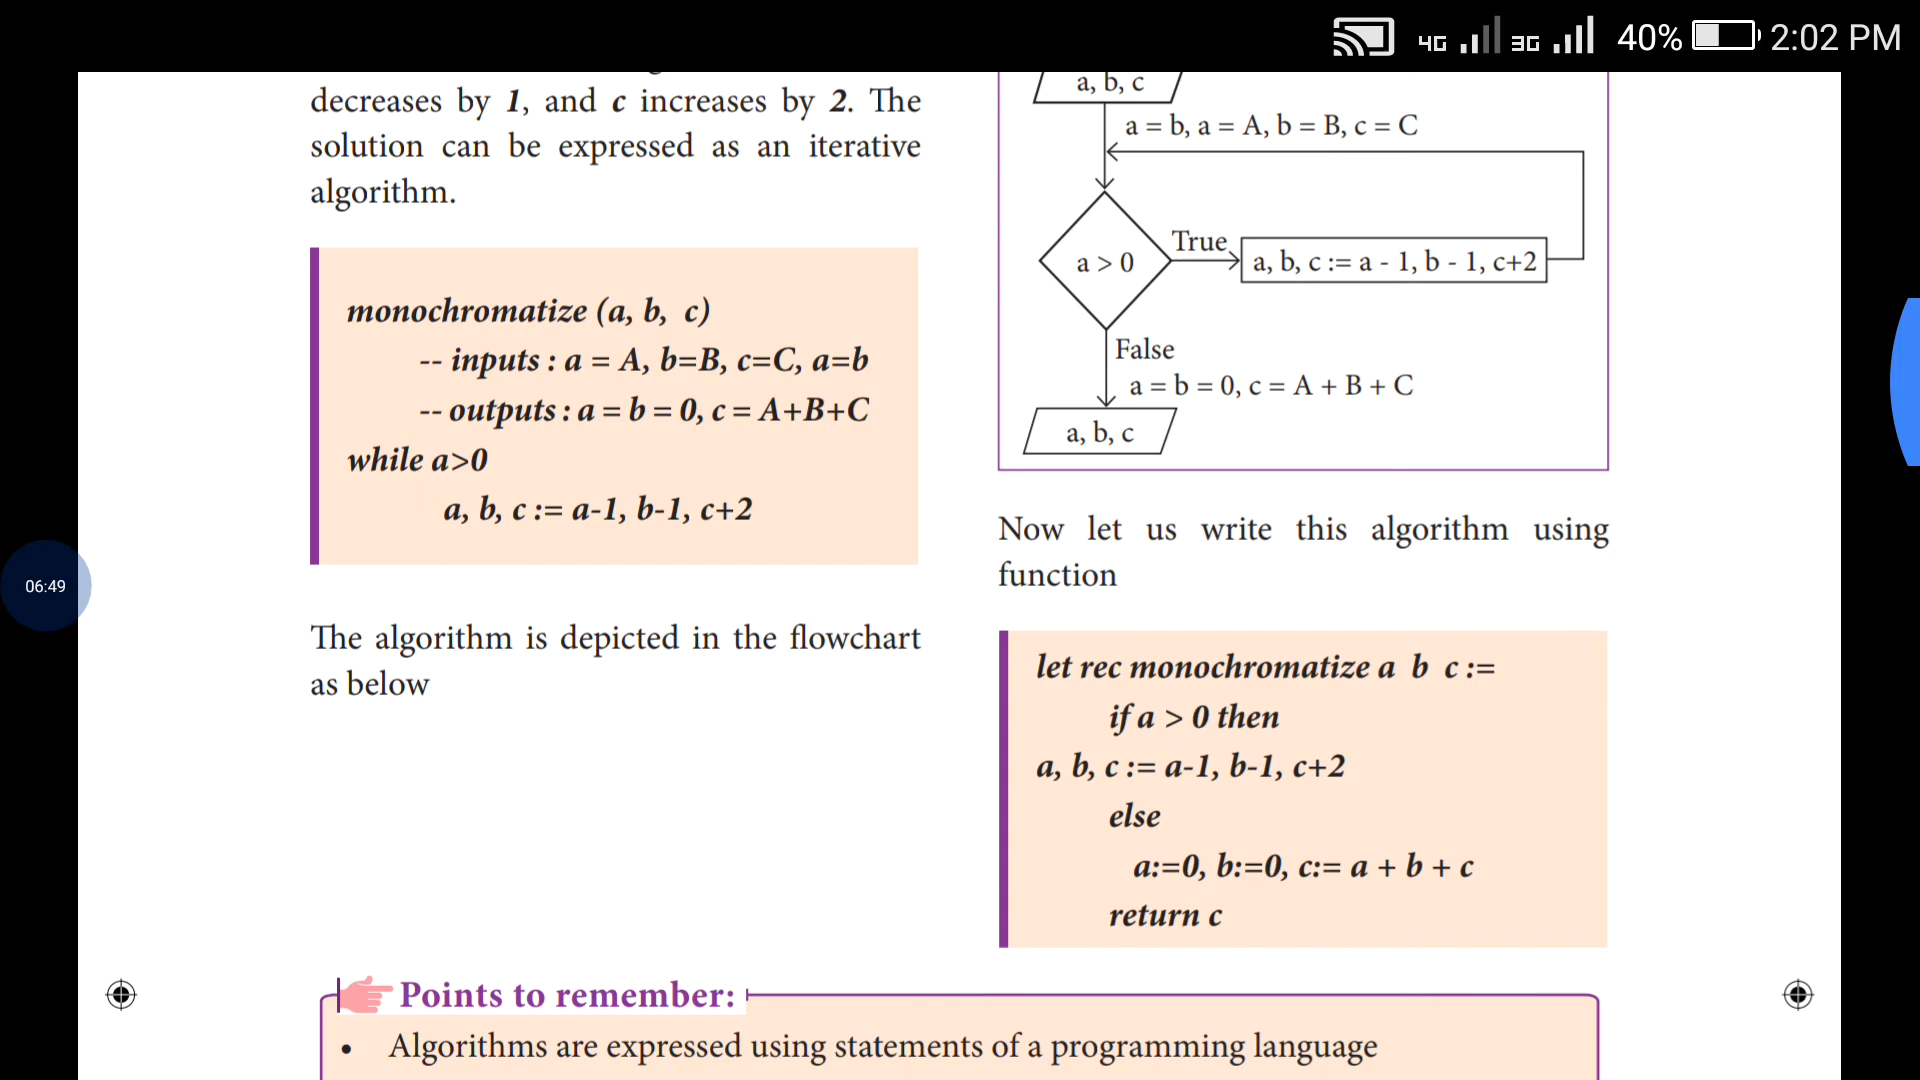 4G 3G 40% 2:02 PM
decreases by 1, and c increases by 2. The
solution can be expressed as an iterative
algorithm.
monochromatize (a, b, c)
-- inputs : a = A, b=B, c=C, a=b
-- outputs : a = b = 0, c = A+B+C
while a>0
a, b, c := a-1, b-1, c+2
The algorithm is depicted in the flowchart
as below
06:49
a, b, c
a = b, a = A, b = B, c = C
a > 0
True
a, b, c := a - 1, b - 1, c+2
False
a = b = 0, c = A + B + C
a, b, c
Now let us write this algorithm using
function
let rec monochromatize a b c :=
if a > 0 then
a, b, c := a-1, b-1, c+2
else
a:=0, b:=0, c:= a + b + c
return c
Points to remember:
• Algorithms are expressed using statements of a programming language